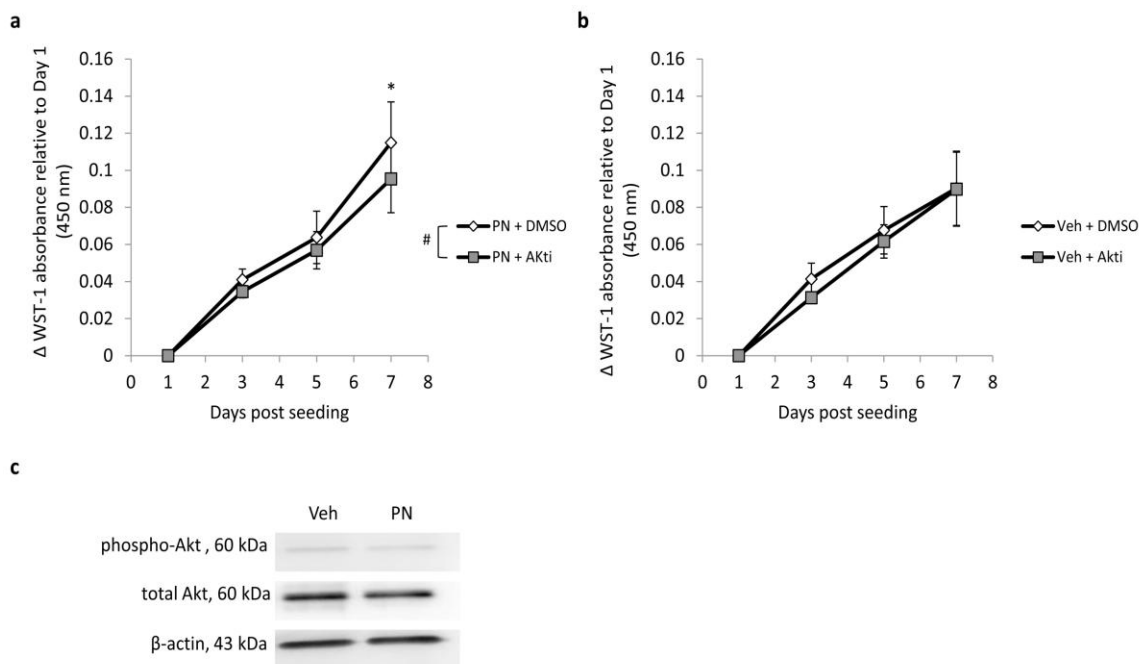 a
Δ WST-1 absorbance relative to Day 1
(450 nm)
0.16
0.14
0.12
0.1
0.08
0.06
0.04
0.02
0
0 1 2 3 4 5 6 7 8
Days post seeding
*
#
PN + DMSO
PN + AKti
b
Δ WST-1 absorbance relative to Day 1
(450 nm)
0.16
0.14
0.12
0.1
0.08
0.06
0.04
0.02
0
0 1 2 3 4 5 6 7 8
Days post seeding
Veh + DMSO
Veh + Akti
c
Veh PN
phospho-Akt , 60 kDa
total Akt, 60 kDa
β-actin, 43 kDa